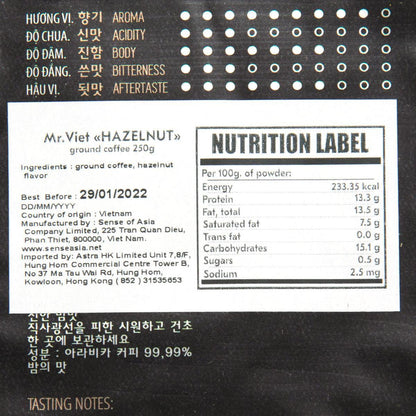 HƯƠNG VỊ. 향기 AROMA
ĐỘ CHUA. 신맛 ACIDITY
ĐỘ ĐẬM. 진함 BODY
ĐỘ ĐẮNG. 쓴맛 BITTERNESS
HẬU VỊ. 뒷맛 AFTERTASTE
Mr.Viet «HAZELNUT»
ground coffee 250g
Ingredients : ground coffee, hazelnut
flavor
Best Before : 29/01/2022
DD/MM/YYYY
Country of origin : Vietnam
Manufactured by : Sense of Asia
Company Limited, 225 Tran Quan Dieu,
Phan Thiet, 800000, Viet Nam.
www.senseasia.net
Imported by: Astra HK Limited Unit 7,8/F,
Hung Hom Commercial Centre Tower B,
No 37 Ma Tau Wai Rd, Hung Hom,
Kowloon, Hong Kong ( 852 ) 31535653
NUTRITION LABEL
Per 100g. of powder:
Energy 233.35 kcal
Protein 13.3 g
Fat, total 13.5 g
Saturated fat 7.5 g
Trans fat 0.0 g
Carbohydrates 15.1 g
Sugars 0.5 g
Sodium 2.5 mg
직사광선을 피한 시원하고 건조
한 곳에 보관하세요
성분 : 아라비카 커피 99,99%
밤의 맛
TASTING NOTES: